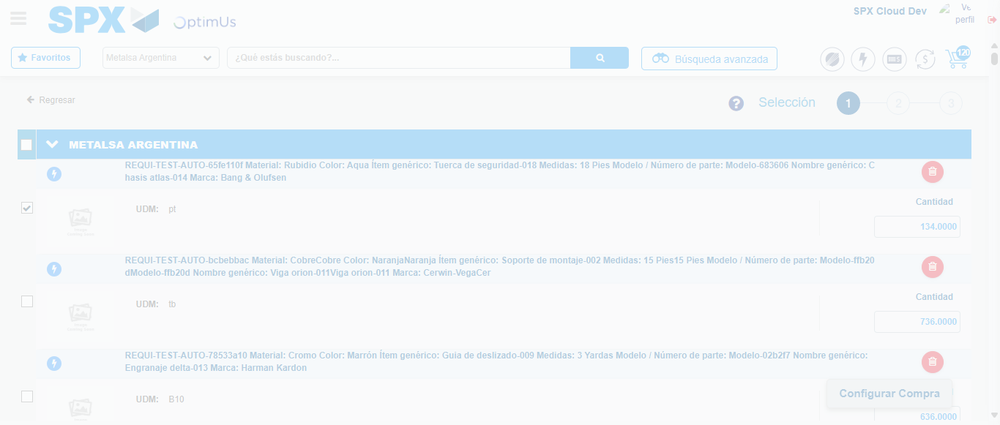 SPX
OptimUs
SPX Cloud Dev
Ve
perfil
Favoritos
Metalsa Argentina
¿Qué estás buscando?...
Búsqueda avanzada
120
Regresar
Selección
1
2
3
METALSA ARGENTINA
REQUI-TEST-AUTO-65fe110f Material: Rubidio Color: Aqua Ítem genérico: Tuerca de seguridad-018 Medidas: 18 Pies Modelo / Número de parte: Modelo-683606 Nombre genérico: C
hasis atlas-014 Marca: Bang & Olufsen
UDM: pt
Cantidad
134.0000
REQUI-TEST-AUTO-bcbebbac Material: CobreCobre Color: NaranjaNaranja Ítem genérico: Soporte de montaje-002 Medidas: 15 Pies15 Pies Modelo / Número de parte: Modelo-ffb20
dModelo-ffb20d Nombre genérico: Viga orion-011Viga orion-011 Marca: Cerwin-VegaCer
UDM: tb
Cantidad
736.0000
REQUI-TEST-AUTO-78533a10 Material: Cromo Color: Marrón Ítem genérico: Guia de deslizado-009 Medidas: 3 Yardas Modelo / Número de parte: Modelo-02b2f7 Nombre genérico:
Engranaje delta-013 Marca: Harman Kardon
UDM: B10
Configurar Compra
636.0000